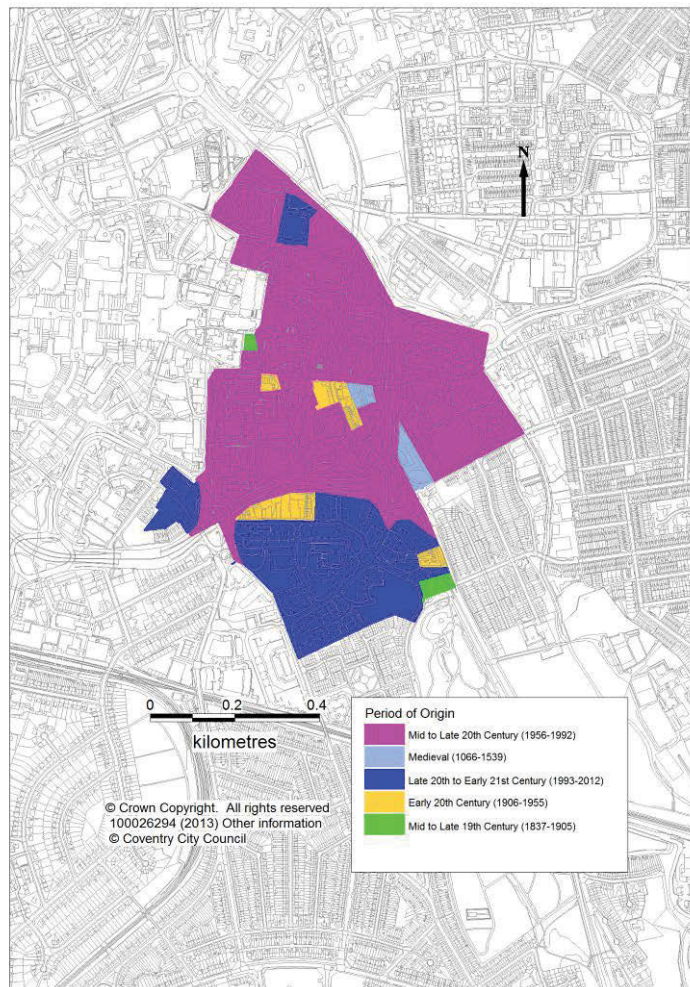 N
0 0.2 0.4
kilometres
Period of Origin
Mid to Late 20th Century (1956-1992)
Medieval (1066-1539)
Late 20th to Early 21st Century (1993-2012)
Early 20th Century (1906-1955)
Mid to Late 19th Century (1837-1905)
© Crown Copyright. All rights reserved
100026294 (2013) Other information
© Coventry City Council